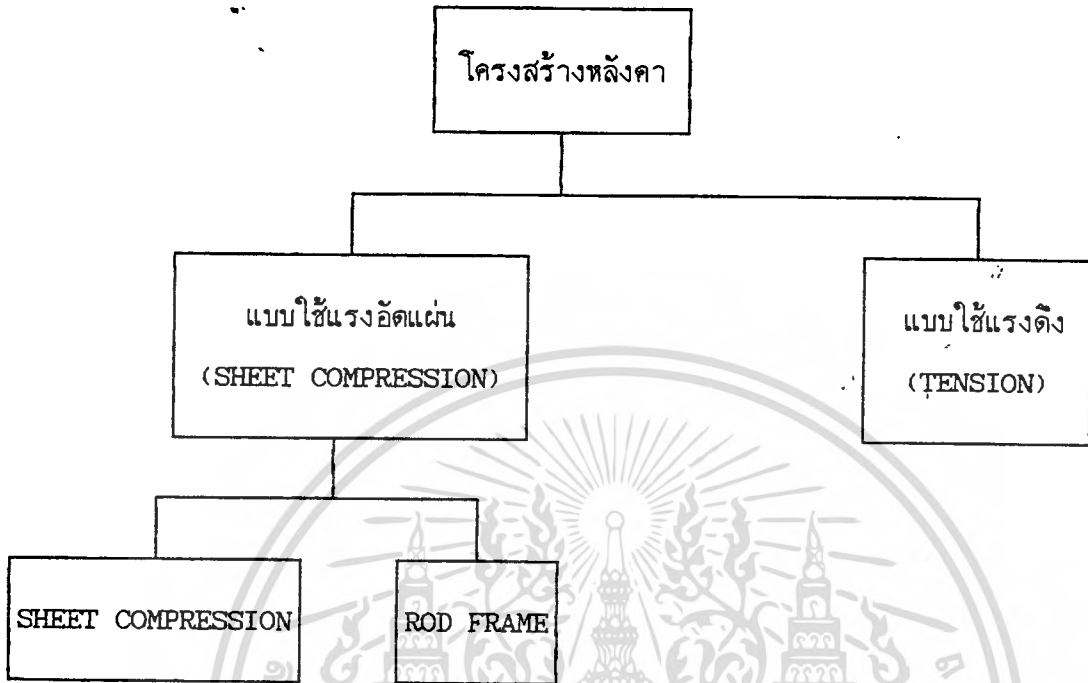 โครงสร้างหลังคา
แบบใช้แรงอัดแผ่น
(SHEET COMPRESSION)
แบบใช้แรงดึง
(TENSION)
SHEET COMPRESSION
ROD FRAME